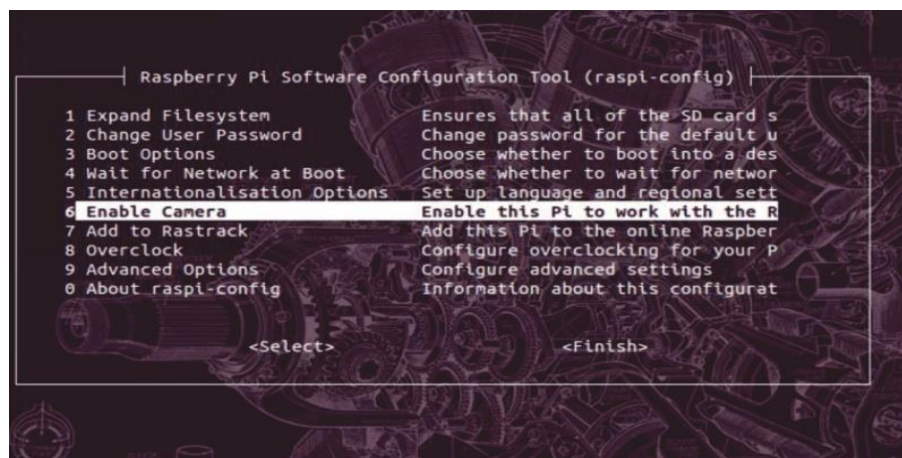 Raspberry Pi Software Configuration Tool (raspi-config)
1 Expand Filesystem Ensures that all of the SD card s
2 Change User Password Change password for the default u
3 Boot Options Choose whether to boot into a des
4 Wait for Network at Boot Choose whether to wait for networ
5 Internationalisation Options Set up language and regional sett
6 Enable Camera Enable this Pi to work with the R
7 Add to Rastrack Add this Pi to the online Raspber
8 Overclock Configure overclocking for your P
9 Advanced Options Configure advanced settings
0 About raspi-config Information about this configurat
<Select> <Finish>